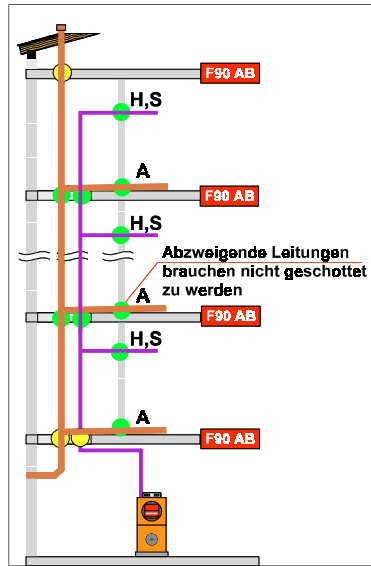 F90 AB
H,S
A
F90 AB
H,S
Abzweigende Leitungen
brauchen nicht geschottet
zu werden
A
F90 AB
H,S
A
F90 AB